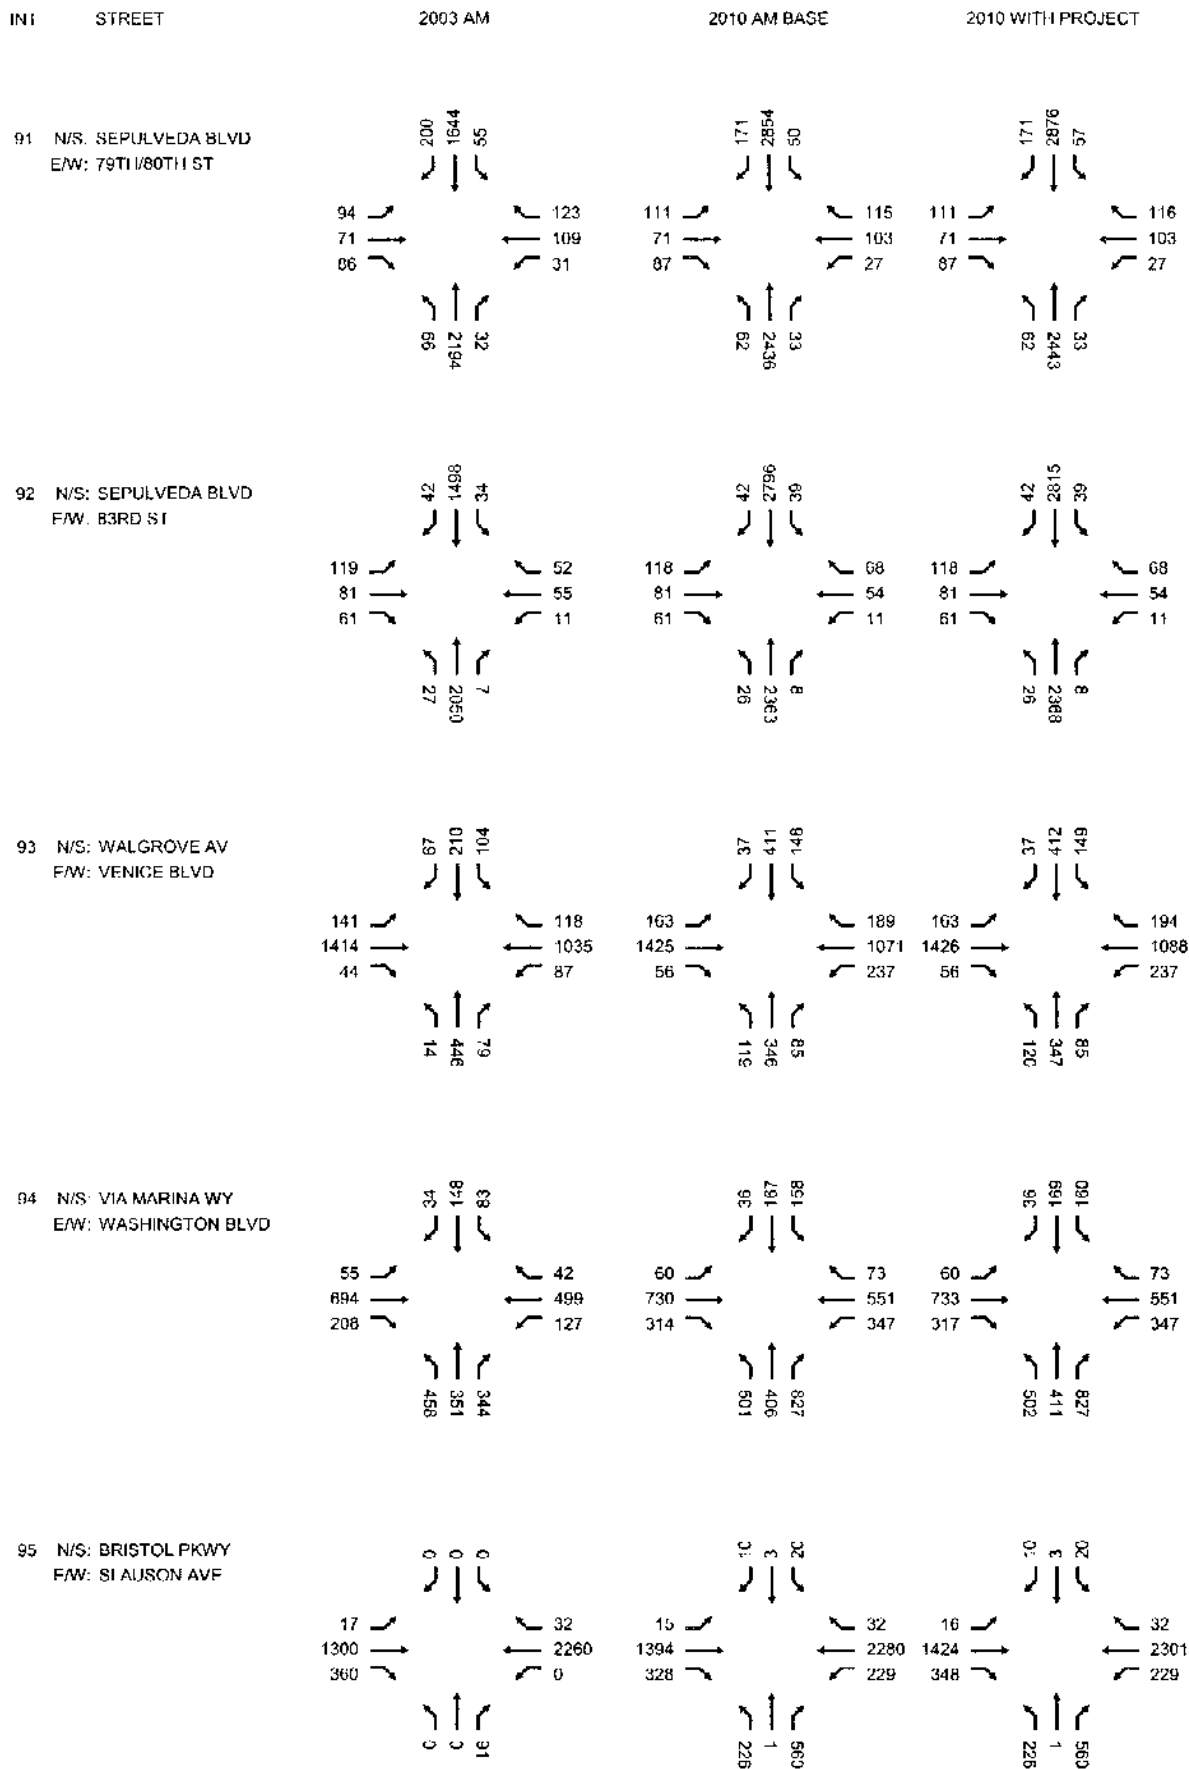 INT STREET 2003 AM 2010 AM BASE 2010 WITH PROJECT
91 N/S: SEPULVEDA BLVD
E/W: 79TH/80TH ST
200 1644 55 171 2854 50 171 2876 57
94 123 111 115 111 116
71 109 71 103 71 103
86 31 87 27 87 27
66 2194 32 62 2436 33 62 2443 33
92 N/S: SEPULVEDA BLVD
E/W: 83RD ST
42 1498 34 42 2796 39 42 2815 39
119 52 118 68 118 68
81 55 81 54 81 54
61 11 61 11 61 11
27 2050 7 26 2363 8 26 2368 8
93 N/S: WALGROVE AV
E/W: VENICE BLVD
67 210 104 37 411 148 37 412 149
141 118 163 189 163 194
1414 1035 1425 1071 1426 1088
44 87 56 237 56 237
14 446 79 119 346 85 120 347 85
94 N/S: VIA MARINA WY
E/W: WASHINGTON BLVD
34 148 83 36 167 158 36 169 160
55 42 60 73 60 73
694 499 730 551 733 551
208 127 314 347 317 347
458 351 344 501 406 827 502 411 827
95 N/S: BRISTOL PKWY
E/W: SLAUSON AVE
0 0 0 10 3 20 10 3 20
17 32 15 32 16 32
1300 2260 1394 2280 1424 2301
360 0 328 229 348 229
0 0 91 226 1 560 226 1 560